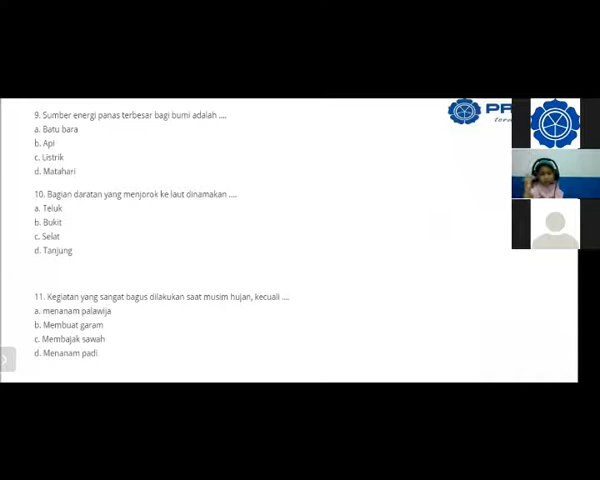 9. Sumber energi panas terbesar bagi bumi adalah ....
a. Batu bara
b. Api
c. Listrik
d. Matahari
10. Bagian daratan yang menjorok ke laut dinamakan ....
a. Teluk
b. Bukit
c. Selat
d. Tanjung
11. Kegiatan yang sangat bagus dilakukan saat musim hujan, kecuali ....
a. menanam palawija
b. Membuat garam
c. Membajak sawah
d. Menanam padi